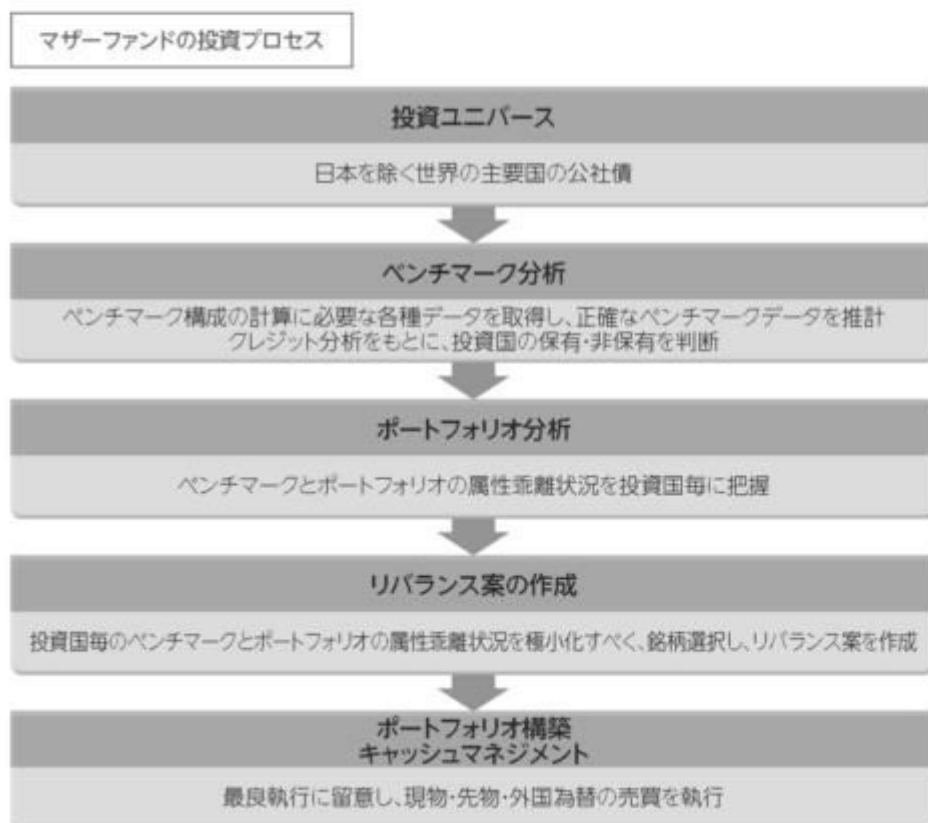 マザーファンドの投資プロセス
投資ユニバース
日本を除く世界の主要国の公社債
ベンチマーク分析
ベンチマーク構成の計算に必要な各種データを取得し、正確なベンチマークデータを推計
クレジット分析をもとに、投資国の保有・非保有を判断
ポートフォリオ分析
ベンチマークとポートフォリオの属性乖離状況を投資国毎に把握
リバランス案の作成
投資国毎のベンチマークとポートフォリオの属性乖離状況を極小化すべく、銘柄選択し、リバランス案を作成
ポートフォリオ構築
キャッシュマネジメント
最良執行に留意し、現物・先物・外国為替の売買を執行